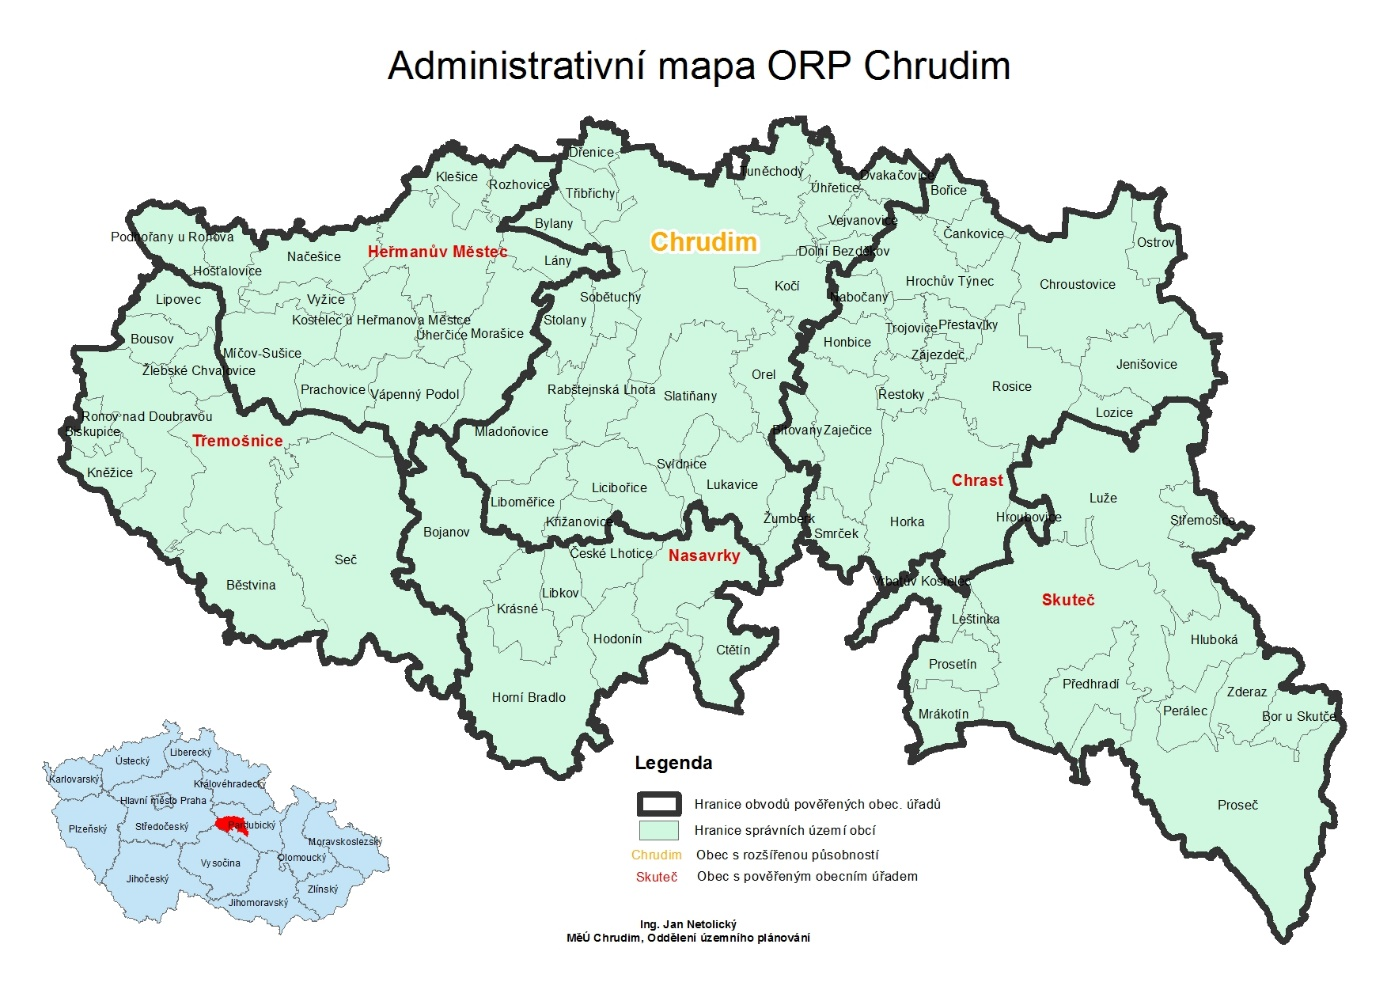 Administrativní mapa ORP Chrudim
Dřenice
Klešice
Rozhovice
Tuněchody
Dvakačovice
Třibřichy
Úhřetice
Bořice
Bylany
Vejvanovice
Čankovice
Podhořany u Ronova
Heřmanův Městec
Chrudim
Dolní Bezděkov
Ostrov
Načešice
Lány
Hošťalovice
Kočí
Hrochův Týnec
Chroustovice
Lipovec
Vyžice
Sobětuchy
Nabočany
Kostelec u Heřmanova Městce
Stolany
Trojovice
Přestavlky
Bousov
Úherčice
Morašice
Honbice
Míčov-Sušice
Zájezdec
Žlebské Chvalovice
Orel
Jenišovice
Prachovice
Vápenný Podol
Rabštejnská Lhota
Slatiňany
Řestoky
Rosice
Ronov nad Doubravou
Lozice
Biskupice
Třemošnice
Mladoňovice
Bítovany
Zaječice
Kněžice
Svídnice
Lukavice
Chrast
Licibořice
Luže
Liboměřice
Křižanovice
Žumberk
Horka
Hroubovice
Střemošice
Bojanov
Smrček
České Lhotice
Nasavrky
Seč
Běstvina
Libkov
Vrbatův Kostelec
Skuteč
Krásné
Leštinka
Hodonín
Hluboká
Ctětín
Prosetín
Předhradí
Horní Bradlo
Zderaz
Mrákotín
Perálec
Bor u Skutče
Proseč
Liberecký
Ústecký
Karlovarský
Královéhradecký
Hlavní město Praha
Plzeňský
Středočeský
Pardubický
Moravskoslezský
Vysočina
Olomoucký
Jihočeský
Zlínský
Jihomoravský
Legenda
Hranice obvodů pověřených obec. úřadů
Hranice správních území obcí
Chrudim Obec s rozšířenou působností
Skuteč Obec s pověřeným obecním úřadem
Ing. Jan Netolický
MěÚ Chrudim, Oddělení územního plánování